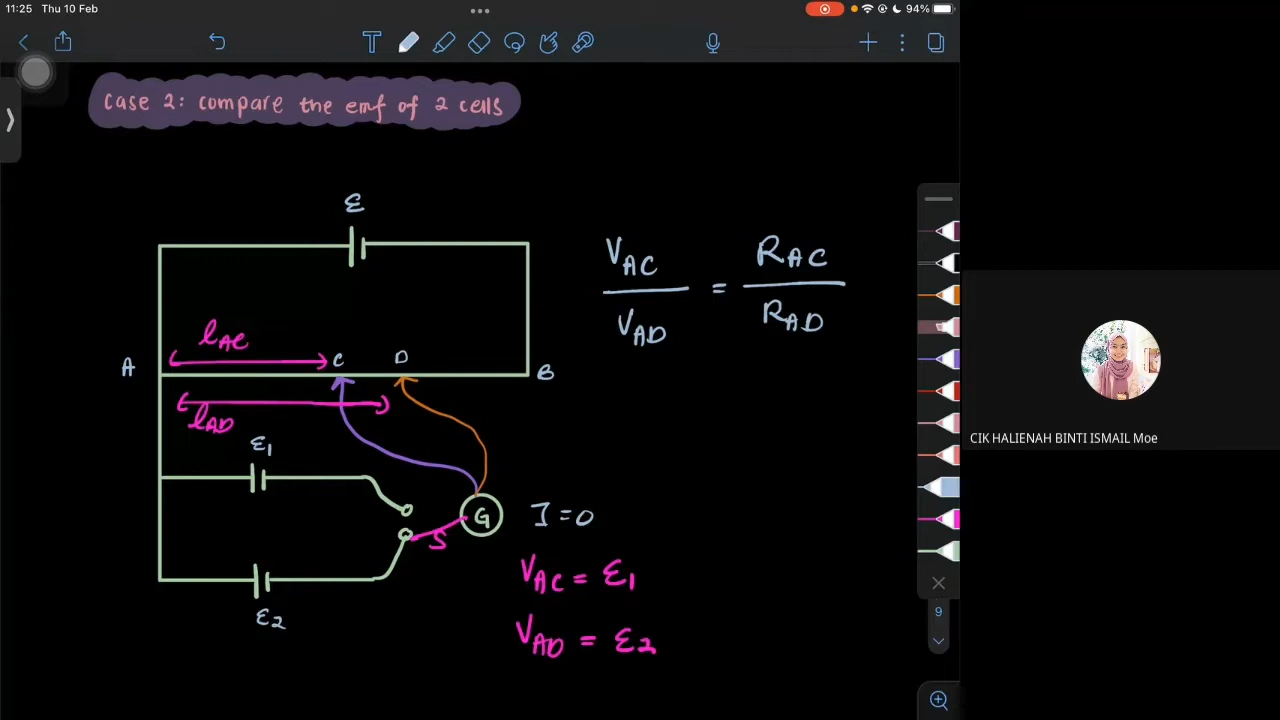 11:25 Thu 10 Feb
94%
T
case 2: compare the emf of 2 cells
ε
V_AC / V_AD = R_AC / R_AD
l_AC
A
C
D
B
l_AD
ε1
G
I = 0
S
V_AC = ε1
ε2
V_AD = ε2
9
CIK HALIENAH BINTI ISMAIL Moe